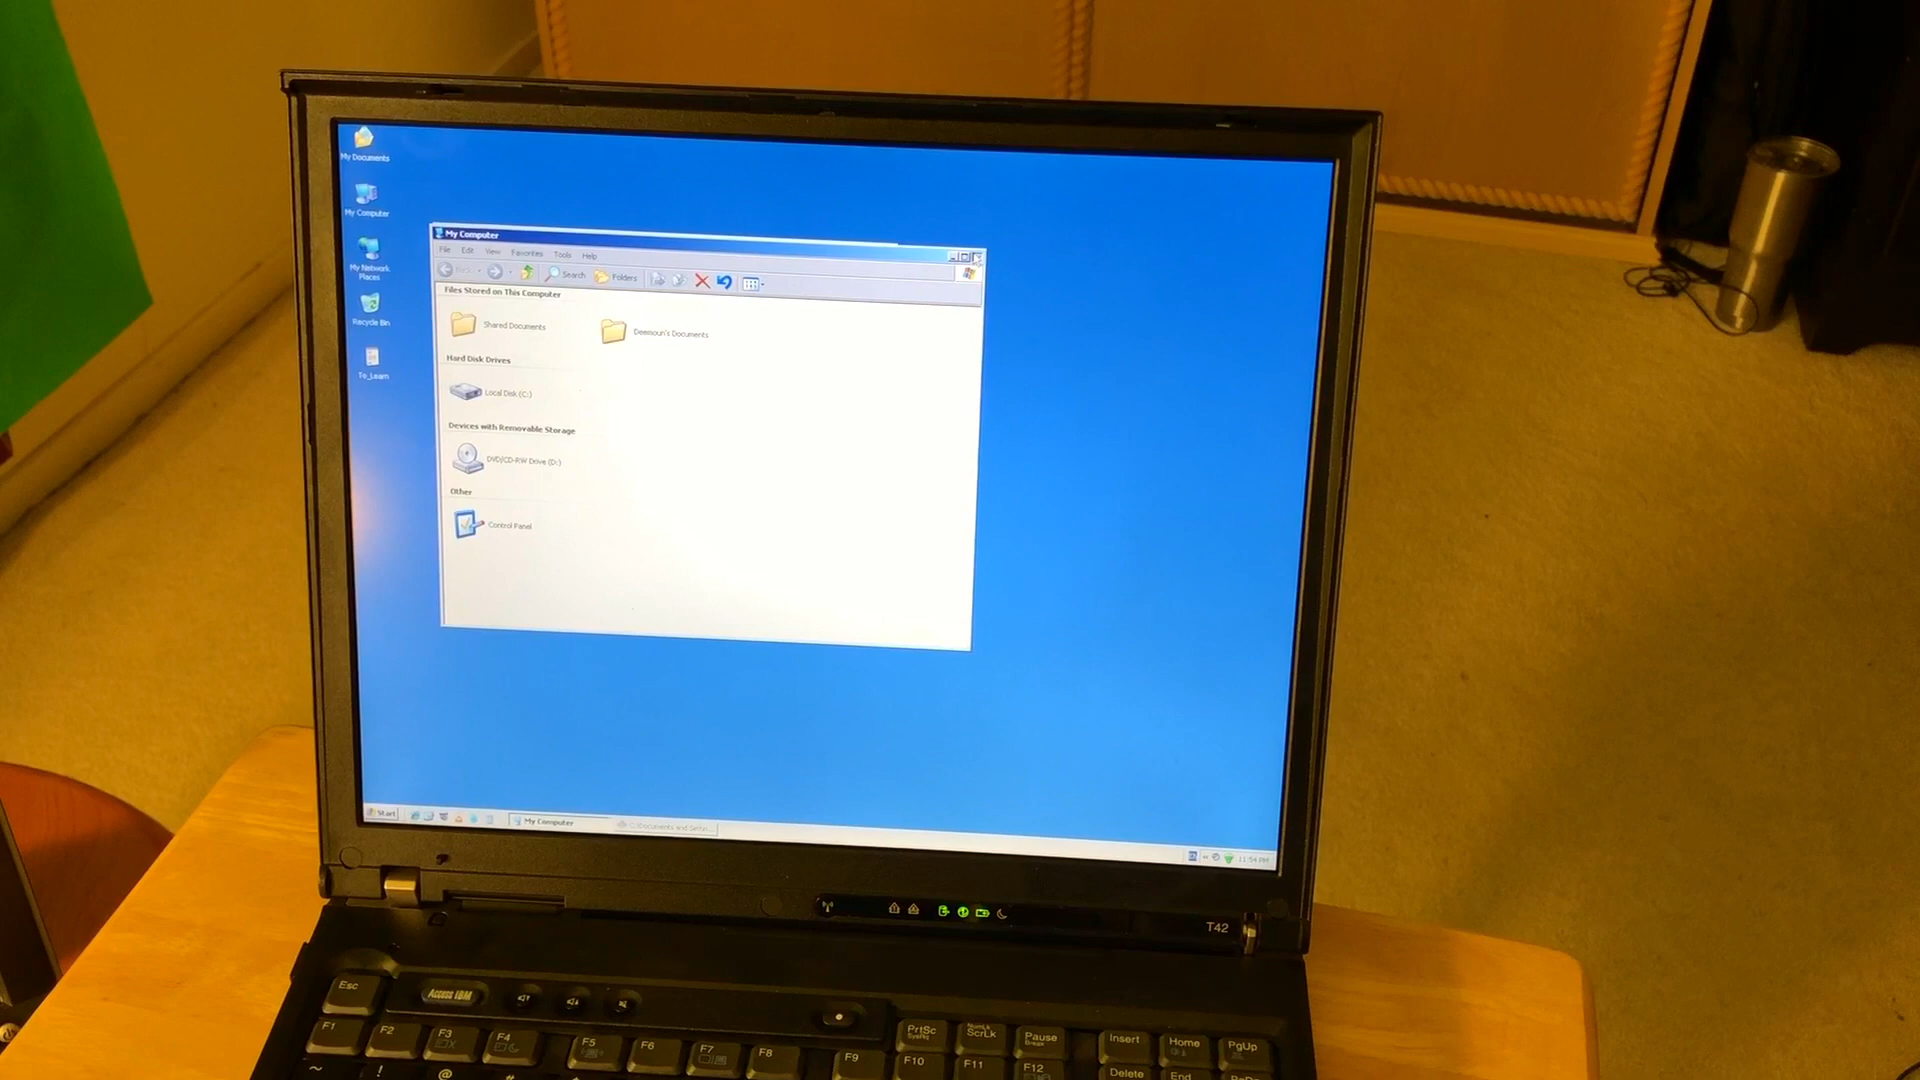 My Documents
My Computer
My Network
Places
Recycle Bin
To_Learn
My Computer
File Edit View Favorites Tools Help
Back Search Folders
Files Stored on This Computer
Shared Documents Deemoun's Documents
Hard Disk Drives
Local Disk (C:)
Devices with Removable Storage
DVD/CD-RW Drive (D:)
Other
Control Panel
Start My Computer C:\Documents and Settin...
11:54 PM
T42
Esc Access IBM
PrtSc
SysRq
NumLk
ScrLk
Pause
Break
Insert Home PgUp
F1 F2 F3 F4 F5 F6 F7 F8 F9 F10 F11 F12
Delete End
~ ! @ #